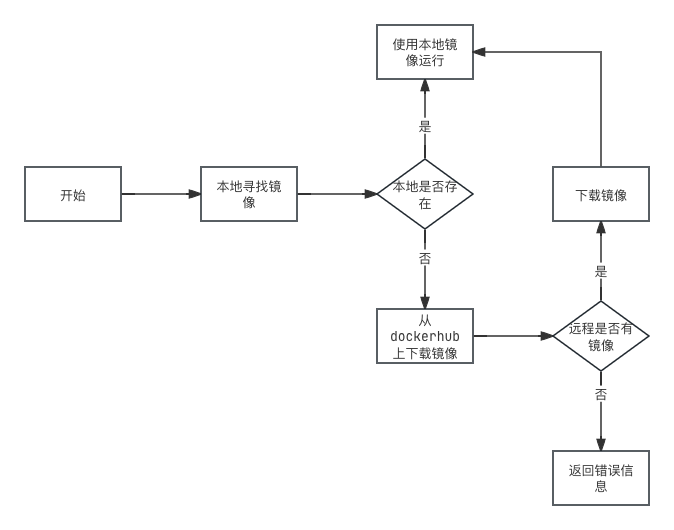 使用本地镜
像运行
是
开始
本地寻找镜
像
本地是否存
在
下载镜像
否
是
从
dockerhub
上下载镜像
远程是否有
镜像
否
返回错误信
息